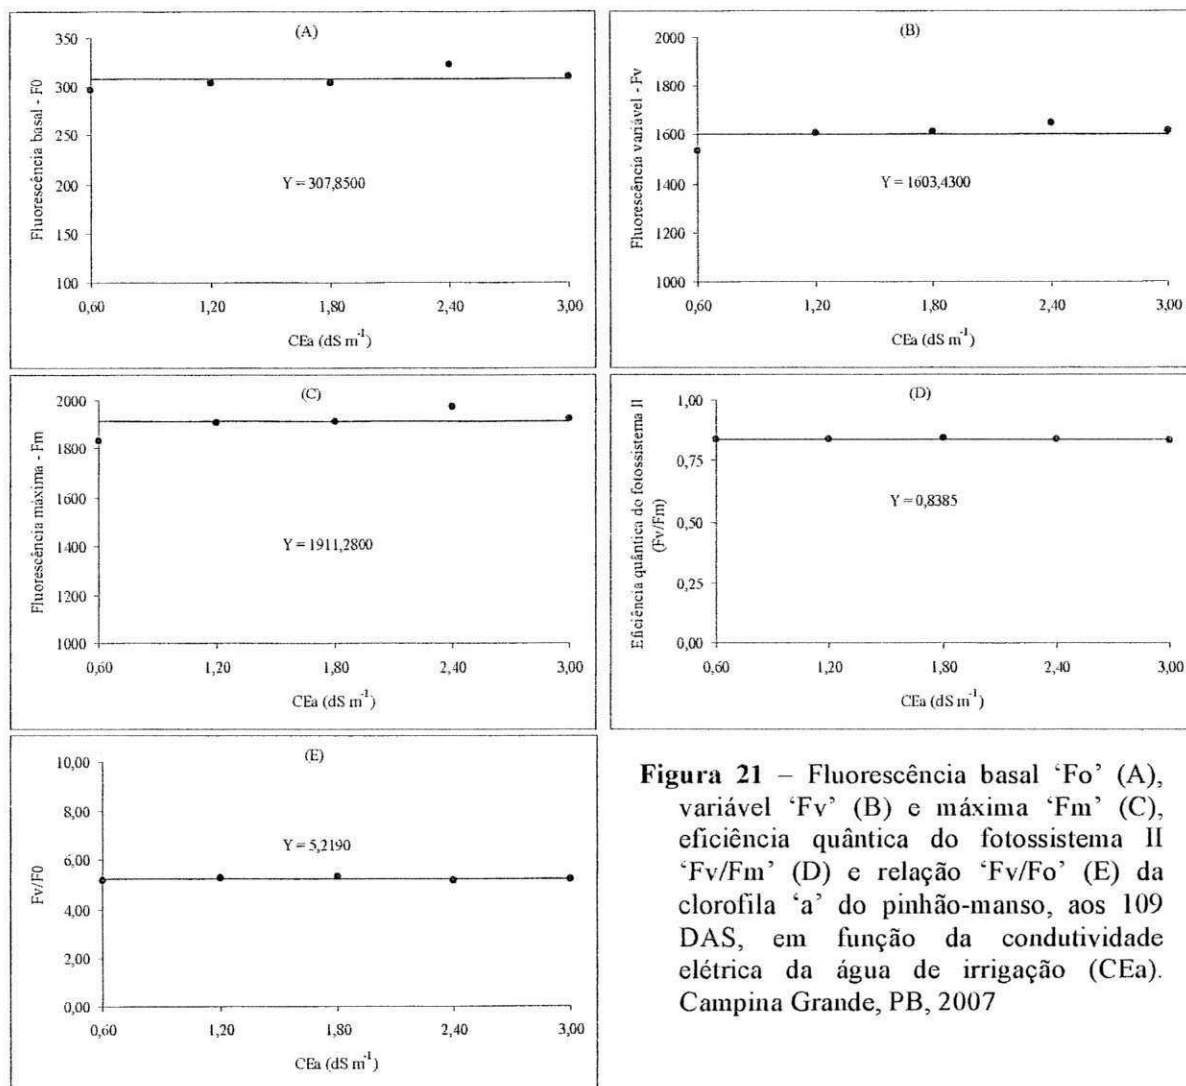 (A)
350
300
250
200
150
100
Fluorescência basal - F0
Y = 307,8500
0,60 1,20 1,80 2,40 3,00
CEa (dS m-1)
(B)
2000
1800
1600
1400
1200
1000
Fluorescência variável - Fv
Y = 1603,4300
0,60 1,20 1,80 2,40 3,00
CEa (dS m-1)
(C)
2000
1800
1600
1400
1200
1000
Fluorescência máxima - Fm
Y = 1911,2800
0,60 1,20 1,80 2,40 3,00
CEa (dS m-1)
(D)
1,00
0,75
0,50
0,25
0,00
Eficiência quântica do fotossistema II
(Fv/Fm)
Y = 0,8385
0,60 1,20 1,80 2,40 3,00
CEa (dS m-1)
(E)
10,00
8,00
6,00
4,00
2,00
0,00
Fv/F0
Y = 5,2190
0,60 1,20 1,80 2,40 3,00
CEa (dS m-1)
Figura 21 – Fluorescência basal ‘Fo’ (A),
variável ‘Fv’ (B) e máxima ‘Fm’ (C),
eficiência quântica do fotossistema II
‘Fv/Fm’ (D) e relação ‘Fv/Fo’ (E) da
clorofila ‘a’ do pinhão-manso, aos 109
DAS, em função da condutividade
elétrica da água de irrigação (CEa).
Campina Grande, PB, 2007